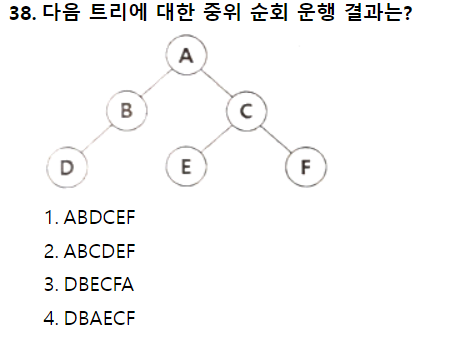 38. 다음 트리에 대한 중위 순회 운행 결과는?
A
B C
D E F
1. ABDCEF
2. ABCDEF
3. DBECFA
4. DBAECF